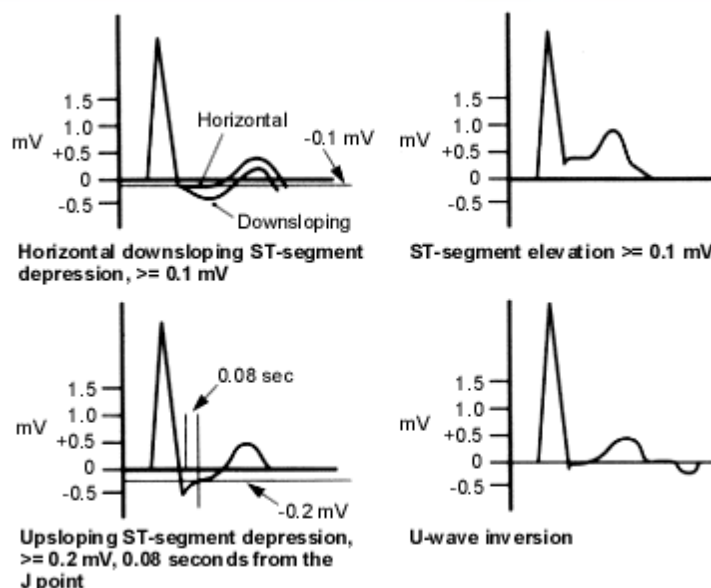 1.5
1.0
mV
+0.5
0
-0.5
Horizontal
-0.1 mV
Downsloping
Horizontal downsloping ST-segment
depression, >= 0.1 mV
1.5
1.0
mV
+0.5
0
-0.5
ST-segment elevation >= 0.1 mV
1.5
1.0
mV
+0.5
0
-0.5
0.08 sec
-0.2 mV
Upsloping ST-segment depression,
>= 0.2 mV, 0.08 seconds from the
J point
1.5
1.0
mV
+0.5
0
-0.5
U-wave inversion